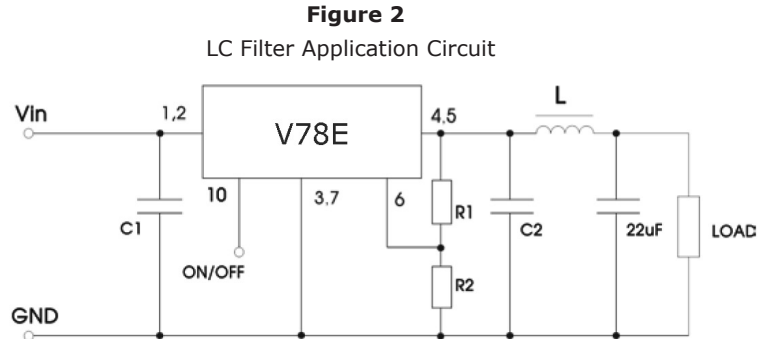 Figure 2
LC Filter Application Circuit
Vin
1,2
V78E
4,5
L
10
3,7
6
R1
C1
C2
22uF
LOAD
ON/OFF
R2
GND